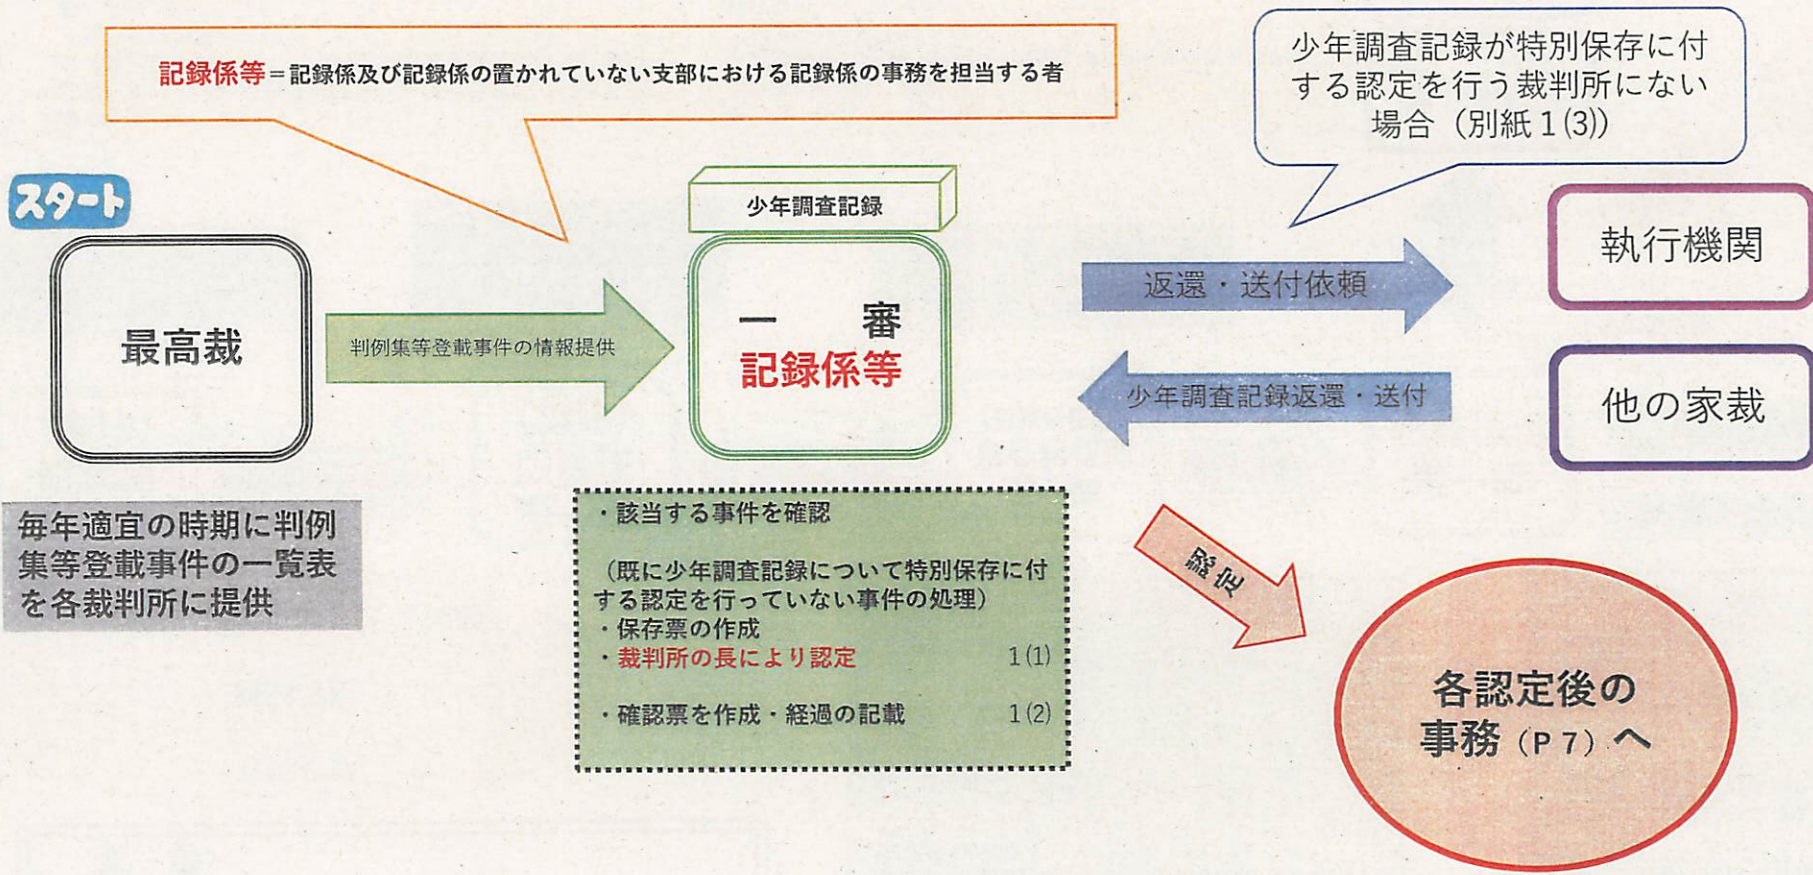 記録係等＝記録係及び記録係の置かれていない支部における記録係の事務を担当する者
少年調査記録が特別保存に付
する認定を行う裁判所にない
場合（別紙１(3)）
スタート
最高裁
判例集等登載事件の情報提供
少年調査記録
一　審
記録係等
返還・送付依頼
少年調査記録返還・送付
執行機関
他の家裁
毎年適宜の時期に判例
集等登載事件の一覧表
を各裁判所に提供
・該当する事件を確認
（既に少年調査記録について特別保存に付
する認定を行っていない事件の処理）
・保存票の作成
・裁判所の長により認定　1(1)
・確認票を作成・経過の記載　1(2)
認定
各認定後の
事務（P７）へ